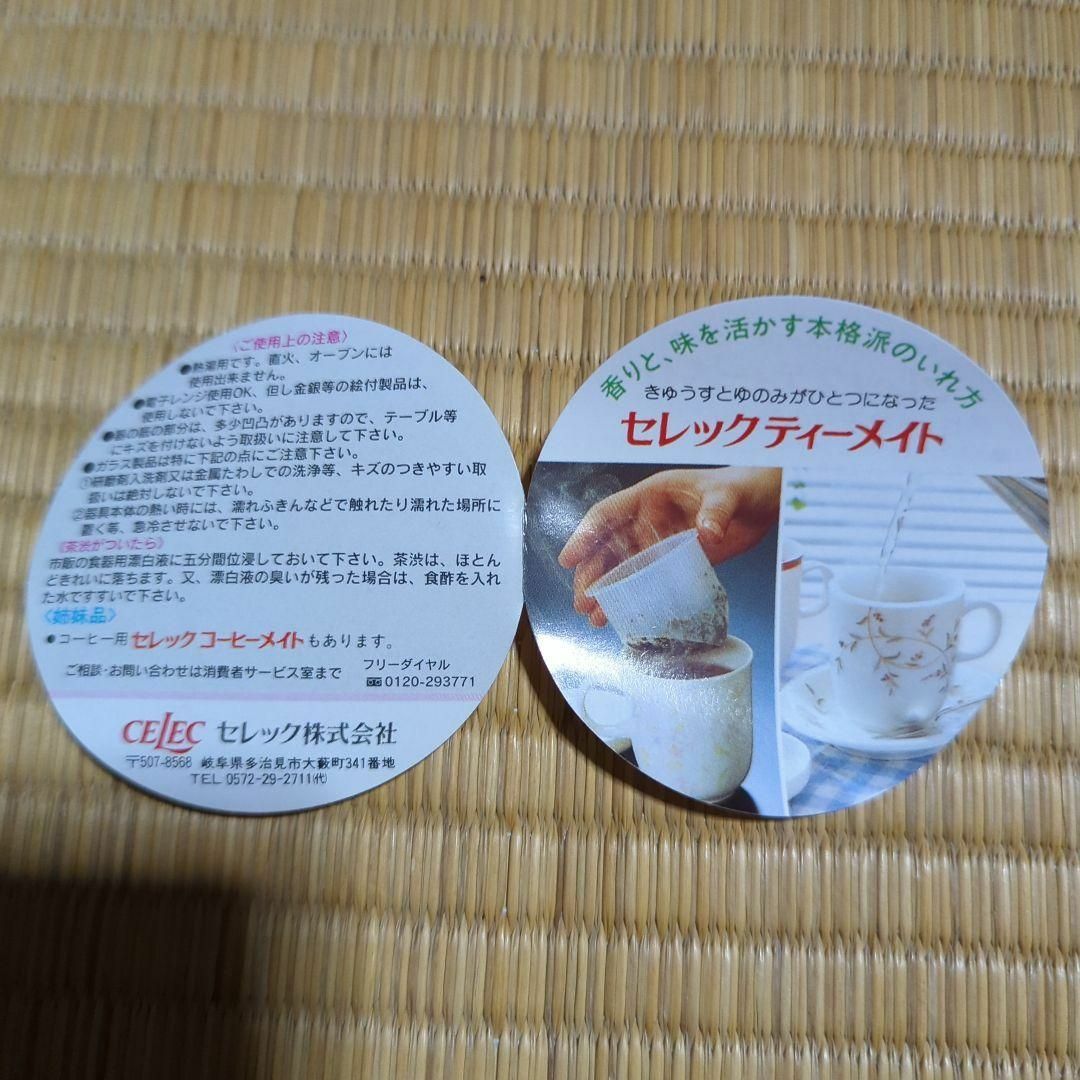 〈ご使用上の注意〉
●熱湯用です。直火、オーブンには
使用出来ません。
●電子レンジ使用OK、但し金銀等の絵付製品は、
使用しないで下さい。
●器の筋の部分は、多少凹凸がありますので、テーブル等
にキズを付けないよう取扱いに注意して下さい。
●ガラス製品は特に下記の点にご注意下さい。
①研磨剤入洗剤又は金属たわしでの洗浄等、キズのつきやすい取
扱いは絶対しないで下さい。
②器具本体の熱い時には、濡れふきんなどで触れたり濡れた場所に
置く等、急冷させないで下さい。
〈茶渋がついたら〉
市販の食器用漂白液に五分間位浸しておいて下さい。茶渋は、ほとん
どきれいに落ちます。又、漂白液の臭いが残った場合は、食酢を入れ
た水ですすいで下さい。
〈姉妹品〉
●コーヒー用 セレック コーヒーメイト もあります。
ご相談・お問い合わせは消費者サービス室まで
フリーダイヤル
0120-293771
CELEC セレック株式会社
〒507-8568 岐阜県多治見市大薮町341番地
TEL 0572-29-2711㈹
香りと、味を活かす本格派のいれ方
きゅうすとゆのみがひとつになった
セレックティーメイト